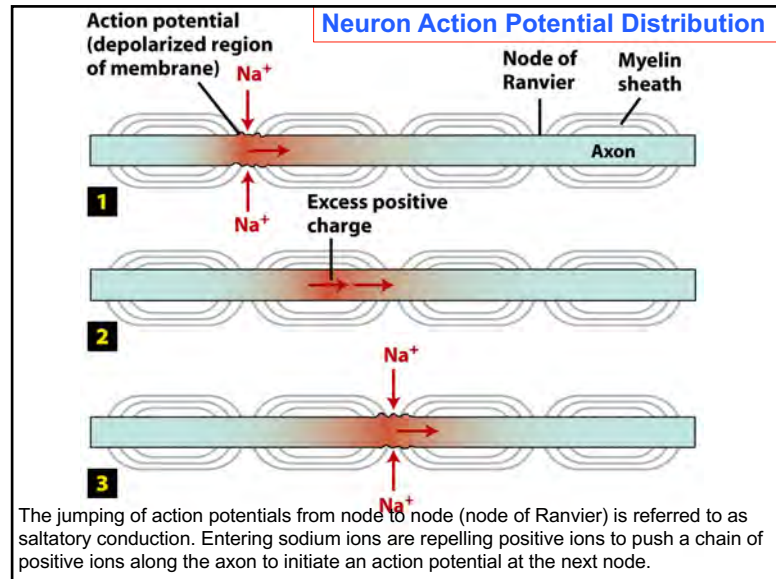 Neuron Action Potential Distribution
Action potential
(depolarized region
of membrane)
Na+
Node of
Ranvier
Myelin
sheath
Axon
1
Na+
Excess positive
charge
2
Na+
3
Na+
The jumping of action potentials from node to node (node of Ranvier) is referred to as
saltatory conduction. Entering sodium ions are repelling positive ions to push a chain of
positive ions along the axon to initiate an action potential at the next node.